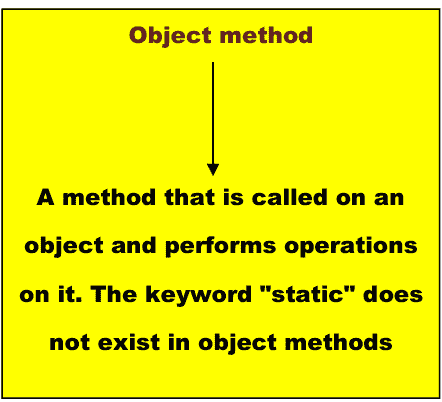 Object method
A method that is called on an
object and performs operations
on it. The keyword "static" does
not exist in object methods